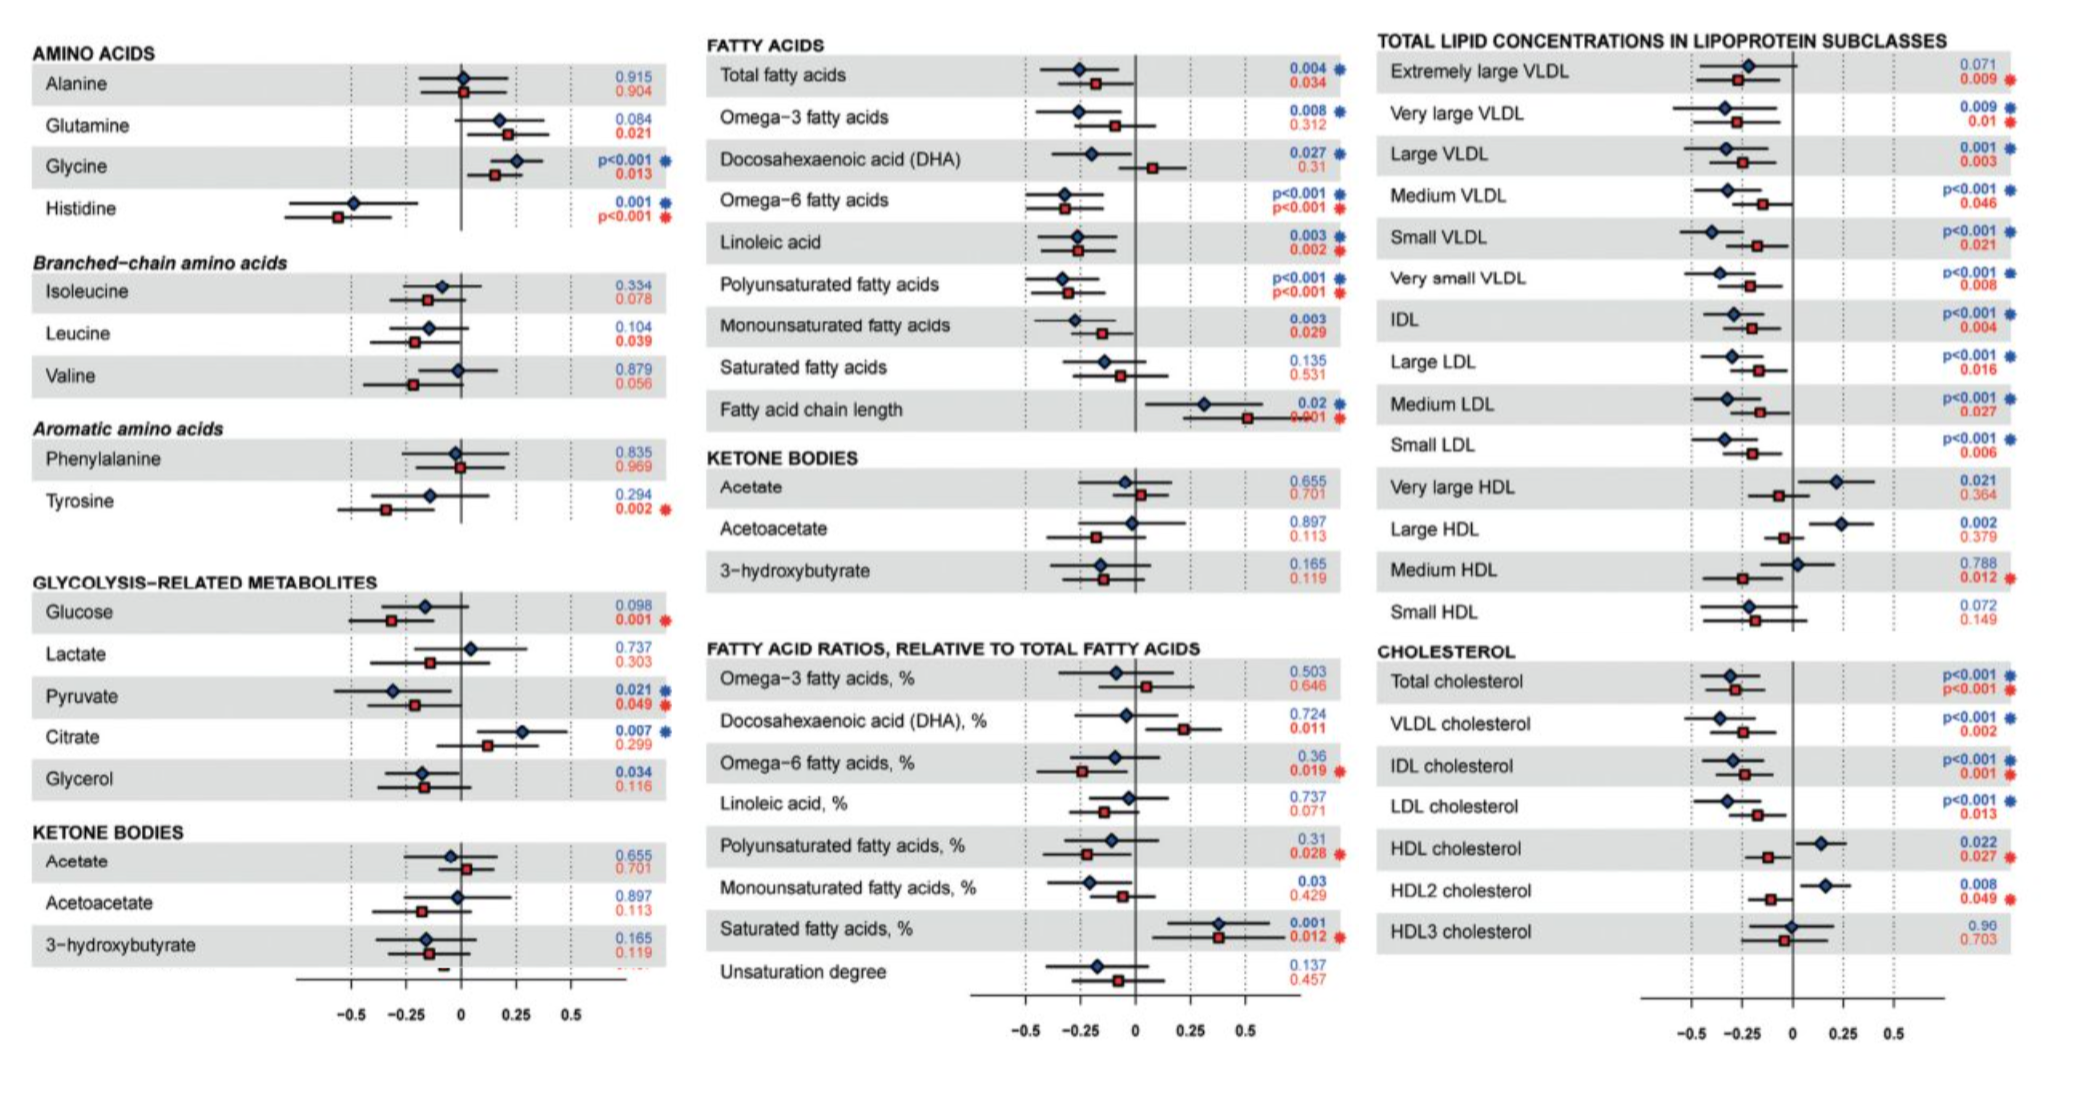 AMINO ACIDS
Alanine 0.915
0.904
Glutamine 0.084
0.021
Glycine p<0.001
0.013
Histidine 0.001
p<0.001
Branched−chain amino acids
Isoleucine 0.334
0.078
Leucine 0.104
0.039
Valine 0.879
0.056
Aromatic amino acids
Phenylalanine 0.835
0.969
Tyrosine 0.294
0.002
GLYCOLYSIS−RELATED METABOLITES
Glucose 0.098
0.001
Lactate 0.737
0.303
Pyruvate 0.021
0.049
Citrate 0.007
0.299
Glycerol 0.034
0.116
KETONE BODIES
Acetate 0.655
0.701
Acetoacetate 0.897
0.113
3−hydroxybutyrate 0.165
0.119
−0.5 −0.25 0 0.25 0.5
FATTY ACIDS
Total fatty acids 0.004
0.034
Omega−3 fatty acids 0.008
0.312
Docosahexaenoic acid (DHA) 0.027
0.31
Omega−6 fatty acids p<0.001
p<0.001
Linoleic acid 0.003
0.002
Polyunsaturated fatty acids p<0.001
p<0.001
Monounsaturated fatty acids 0.003
0.029
Saturated fatty acids 0.135
0.531
Fatty acid chain length 0.02
0.001
KETONE BODIES
Acetate 0.655
0.701
Acetoacetate 0.897
0.113
3−hydroxybutyrate 0.165
0.119
FATTY ACID RATIOS, RELATIVE TO TOTAL FATTY ACIDS
Omega−3 fatty acids, % 0.503
0.646
Docosahexaenoic acid (DHA), % 0.724
0.011
Omega−6 fatty acids, % 0.36
0.019
Linoleic acid, % 0.737
0.071
Polyunsaturated fatty acids, % 0.31
0.028
Monounsaturated fatty acids, % 0.03
0.429
Saturated fatty acids, % 0.001
0.012
Unsaturation degree 0.137
0.457
−0.5 −0.25 0 0.25 0.5
TOTAL LIPID CONCENTRATIONS IN LIPOPROTEIN SUBCLASSES
Extremely large VLDL 0.071
0.009
Very large VLDL 0.009
0.01
Large VLDL 0.001
0.003
Medium VLDL p<0.001
0.046
Small VLDL p<0.001
0.021
Very small VLDL p<0.001
0.008
IDL p<0.001
0.004
Large LDL p<0.001
0.016
Medium LDL p<0.001
0.027
Small LDL p<0.001
0.006
Very large HDL 0.021
0.364
Large HDL 0.002
0.379
Medium HDL 0.788
0.012
Small HDL 0.072
0.149
CHOLESTEROL
Total cholesterol p<0.001
p<0.001
VLDL cholesterol p<0.001
0.002
IDL cholesterol p<0.001
0.001
LDL cholesterol p<0.001
0.013
HDL cholesterol 0.022
0.027
HDL2 cholesterol 0.008
0.049
HDL3 cholesterol 0.96
0.703
−0.5 −0.25 0 0.25 0.5